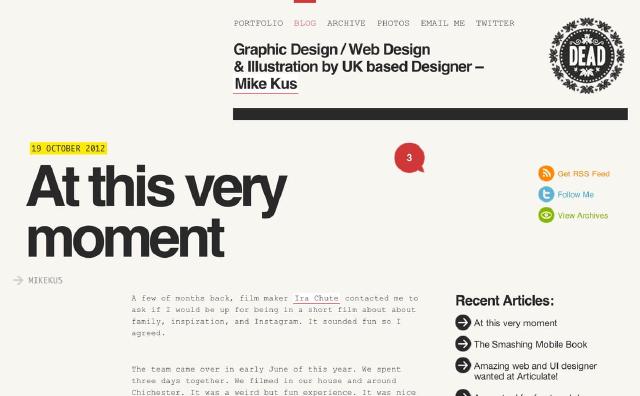 PORTFOLIO BLOG ARCHIVE PHOTOS EMAIL ME TWITTER
Graphic Design / Web Design
& Illustration by UK based Designer –
Mike Kus
DEAD
19 OCTOBER 2012
3
At this very
moment
Get RSS Feed
Follow Me
View Archives
MIKEKUS
A few of months back, film maker Ira Chute contacted me to
ask if I would be up for being in a short film about about
family, inspiration, and Instagram. It sounded fun so I
agreed.
The team came over in early June of this year. We spent
three days together. We filmed in our house and around
Chichester. It was a weird but fun experience. It was nice
Recent Articles:
At this very moment
The Smashing Mobile Book
Amazing web and UI designer
wanted at Articulate!